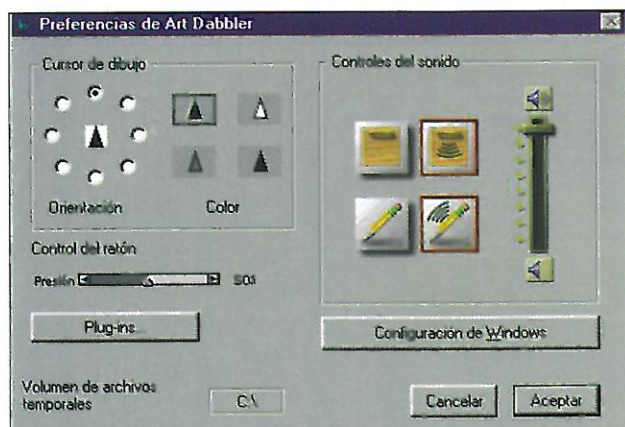 Preferencias de Art Dabbler
Cursor de dibujo
Orientación
Color
Control del ratón
Presión
50%
Plug-ins...
Volumen de archivos
temporales
C:\
Controles del sonido
Configuración de Windows
Cancelar
Aceptar